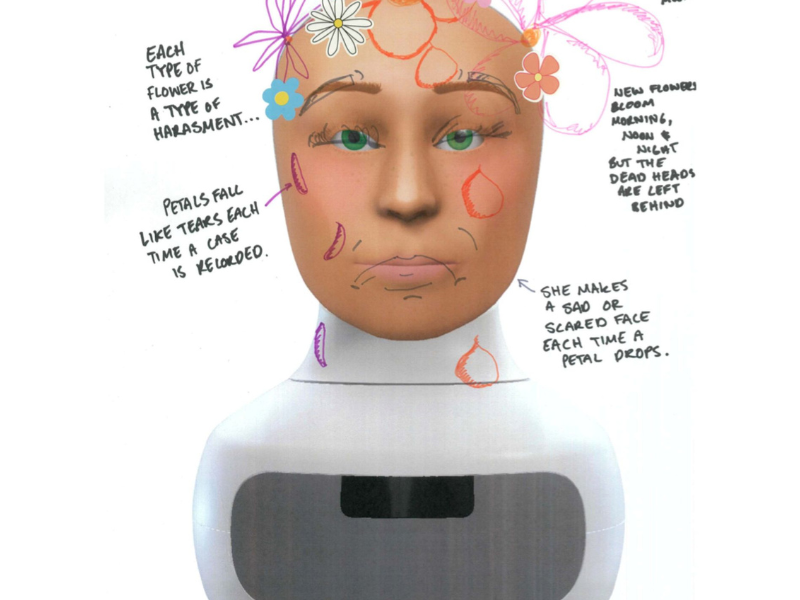 EACH
TYPE OF
FLOWER IS
A TYPE OF
HARASMENT...
NEW FLOWERS
BLOOM
MORNING,
NOON &
NIGHT
BUT THE
DEAD HEADS
ARE LEFT
BEHIND
PETALS FALL
LIKE TEARS EACH
TIME A CASE
IS RECORDED.
SHE MAKES
A SAD OR
SCARED FACE
EACH TIME A
PETAL DROPS.